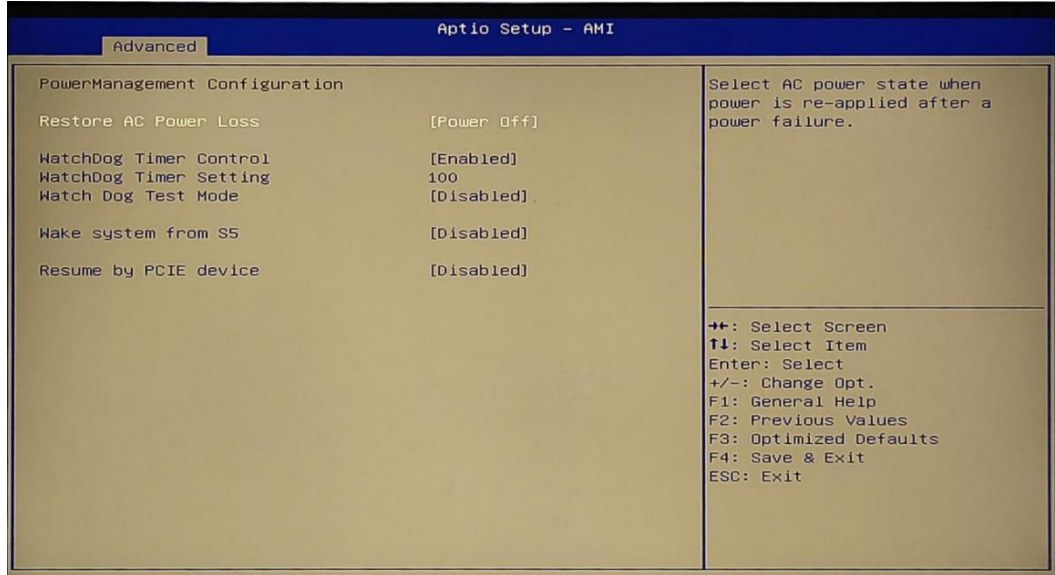 Aptio Setup - AMI
Advanced
PowerManagement Configuration
Restore AC Power Loss [Power Off]
WatchDog Timer Control [Enabled]
WatchDog Timer Setting 100
Watch Dog Test Mode [Disabled]
Wake system from S5 [Disabled]
Resume by PCIE device [Disabled]
Select AC power state when
power is re-applied after a
power failure.
→←: Select Screen
↑↓: Select Item
Enter: Select
+/-: Change Opt.
F1: General Help
F2: Previous Values
F3: Optimized Defaults
F4: Save & Exit
ESC: Exit